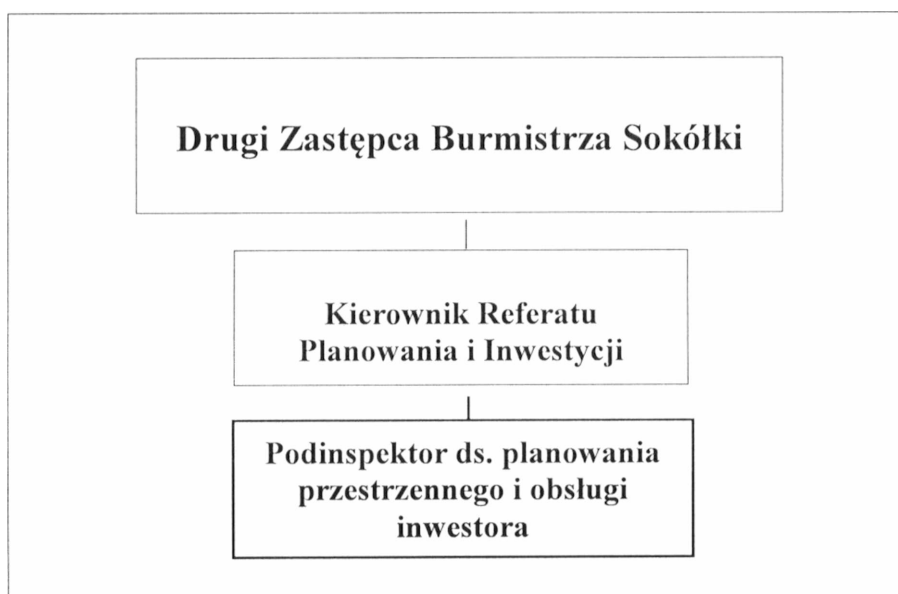 Drugi Zastępca Burmistrza Sokółki
Kierownik Referatu
Planowania i Inwestycji
Podinspektor ds. planowania
przestrzennego i obsługi
inwestora